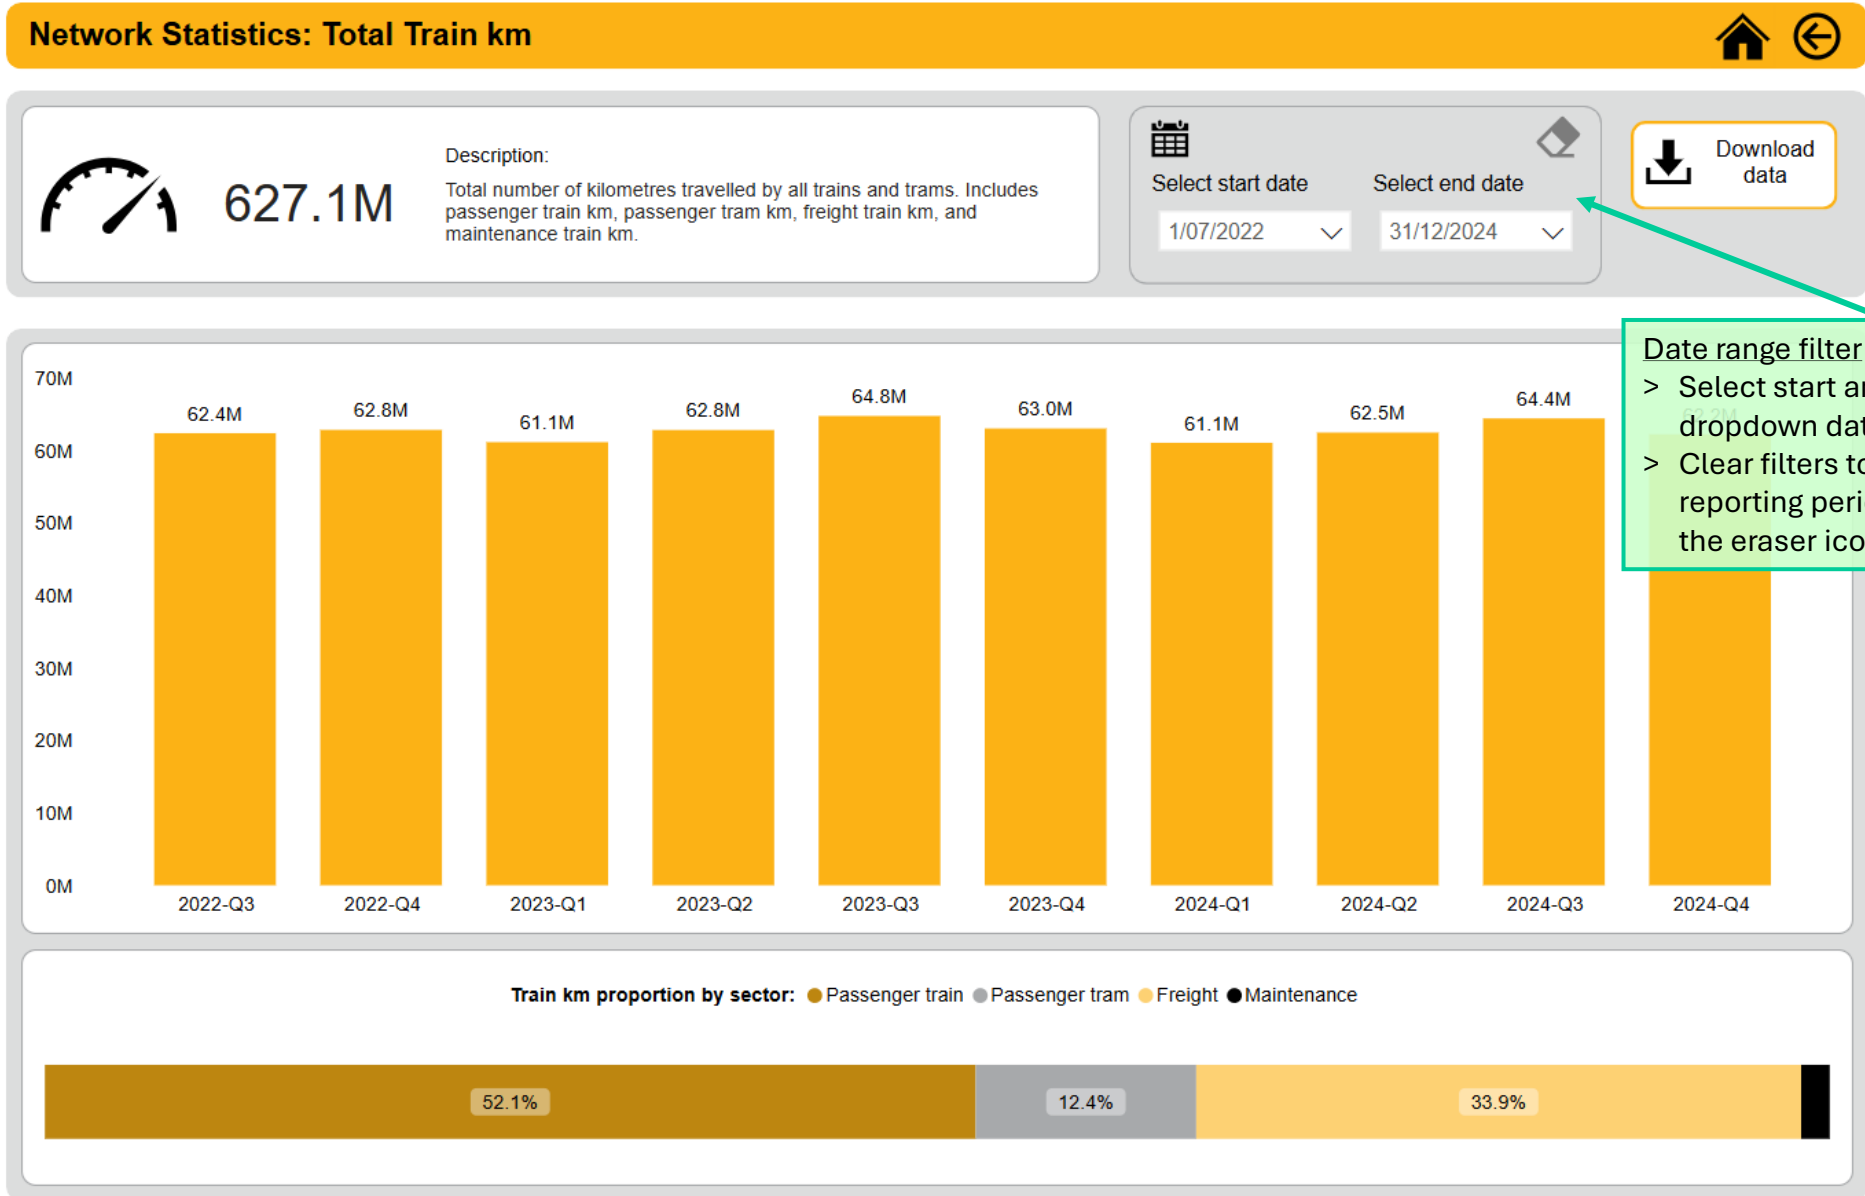 Network Statistics: Total Train km
627.1M
Description:
Total number of kilometres travelled by all trains and trams. Includes
passenger train km, passenger tram km, freight train km, and
maintenance train km.
Select start date
Select end date
1/07/2022
31/12/2024
Download
data
Date range filter
> Select start
dropdown
> Clear filters
reporting
the eraser
70M
60M
50M
40M
30M
20M
10M
0M
62.4M
62.8M
61.1M
62.8M
64.8M
63.0M
61.1M
62.5M
64.4M
62.2M
2022-Q3
2022-Q4
2023-Q1
2023-Q2
2023-Q3
2023-Q4
2024-Q1
2024-Q2
2024-Q3
2024-Q4
Train km proportion by sector: Passenger train Passenger tram Freight Maintenance
52.1%
12.4%
33.9%